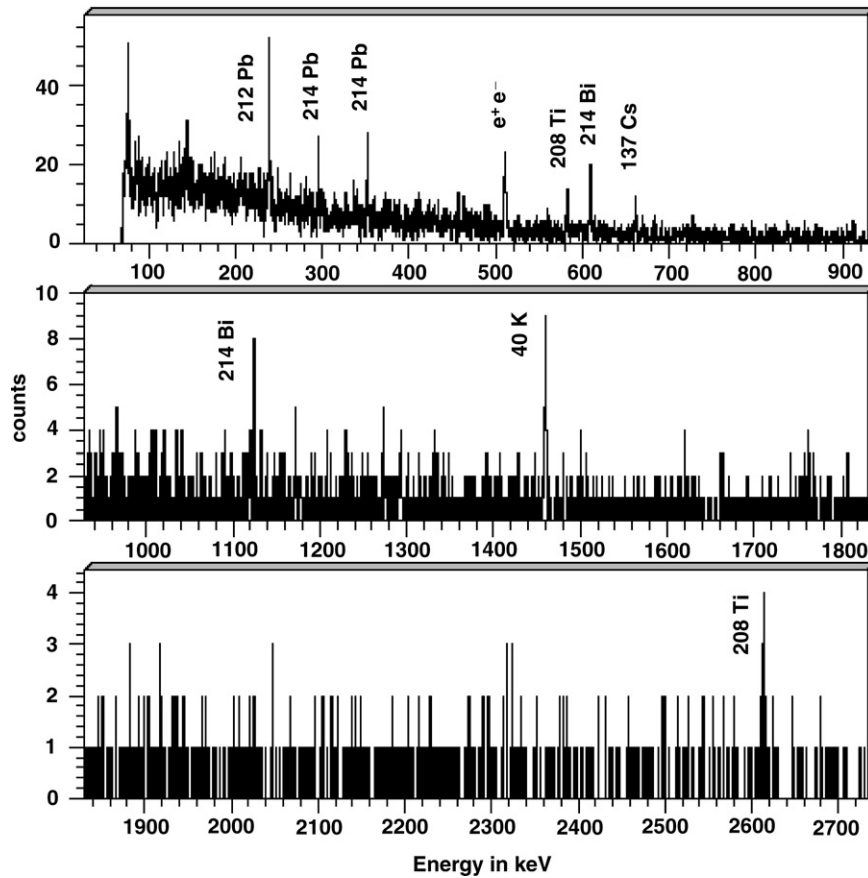 40
20
0
212 Pb
214 Pb
214 Pb
e+ e−
208 Ti
214 Bi
137 Cs
100 200 300 400 500 600 700 800 900
counts
10
8
6
4
2
0
214 Bi
40 K
1000 1100 1200 1300 1400 1500 1600 1700 1800
4
3
2
1
0
208 Ti
1900 2000 2100 2200 2300 2400 2500 2600 2700
Energy in keV